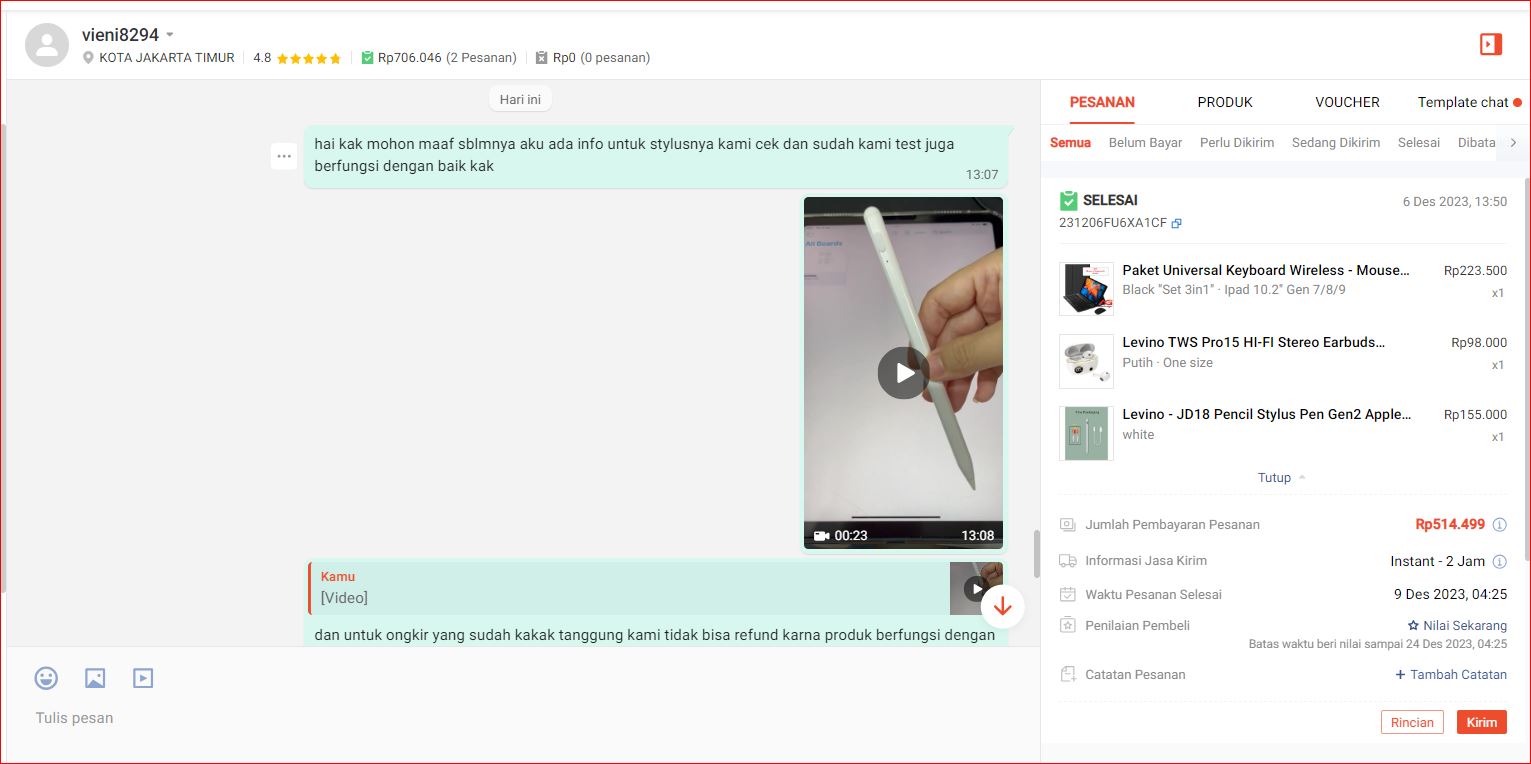 vieni8294
KOTA JAKARTA TIMUR
4.8
Rp706.046 (2 Pesanan)
Rp0 (0 pesanan)
Hari ini
hai kak mohon maaf sblmnya aku ada info untuk stylusnya kami cek dan sudah kami test juga
berfungsi dengan baik kak
13:07
All Boards
00:23
13:08
Kamu
[Video]
dan untuk ongkir yang sudah kakak tanggung kami tidak bisa refund karna produk berfungsi dengan
Tulis pesan
PESANAN
PRODUK
VOUCHER
Template chat
Semua
Belum Bayar
Perlu Dikirim
Sedang Dikirim
Selesai
Dibata
SELESAI
6 Des 2023, 13:50
231206FU6XA1CF
Paket Universal Keyboard Wireless - Mouse...
Rp223.500
Black "Set 3in1" · Ipad 10.2" Gen 7/8/9
x1
Levino TWS Pro15 HI-FI Stereo Earbuds...
Rp98.000
Putih · One size
x1
Levino - JD18 Pencil Stylus Pen Gen2 Apple...
Rp155.000
white
x1
Tutup
Jumlah Pembayaran Pesanan
Rp514.499
Informasi Jasa Kirim
Instant - 2 Jam
Waktu Pesanan Selesai
9 Des 2023, 04:25
Penilaian Pembeli
Nilai Sekarang
Batas waktu beri nilai sampai 24 Des 2023, 04:25
Catatan Pesanan
+ Tambah Catatan
Rincian
Kirim